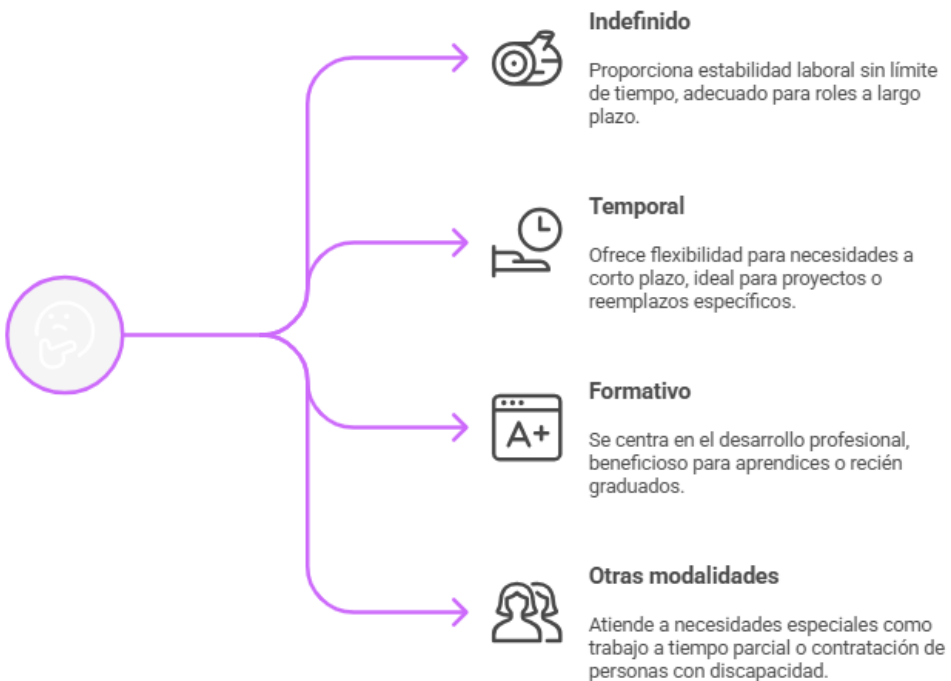 Indefinido
Proporciona estabilidad laboral sin límite
de tiempo, adecuado para roles a largo
plazo.
Temporal
Ofrece flexibilidad para necesidades a
corto plazo, ideal para proyectos o
reemplazos específicos.
A+
Formativo
Se centra en el desarrollo profesional,
beneficioso para aprendices o recién
graduados.
Otras modalidades
Atiende a necesidades especiales como
trabajo a tiempo parcial o contratación de
personas con discapacidad.